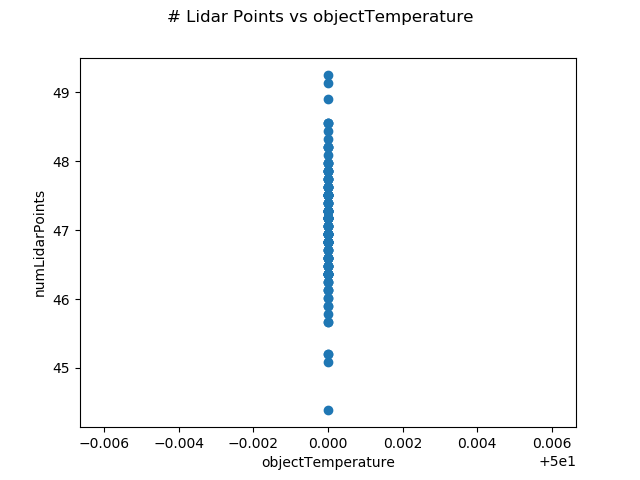 # Lidar Points vs objectTemperature
49
48
47
46
45
numLidarPoints
−0.006 −0.004 −0.002 0.000 0.002 0.004 0.006
objectTemperature
+5e1